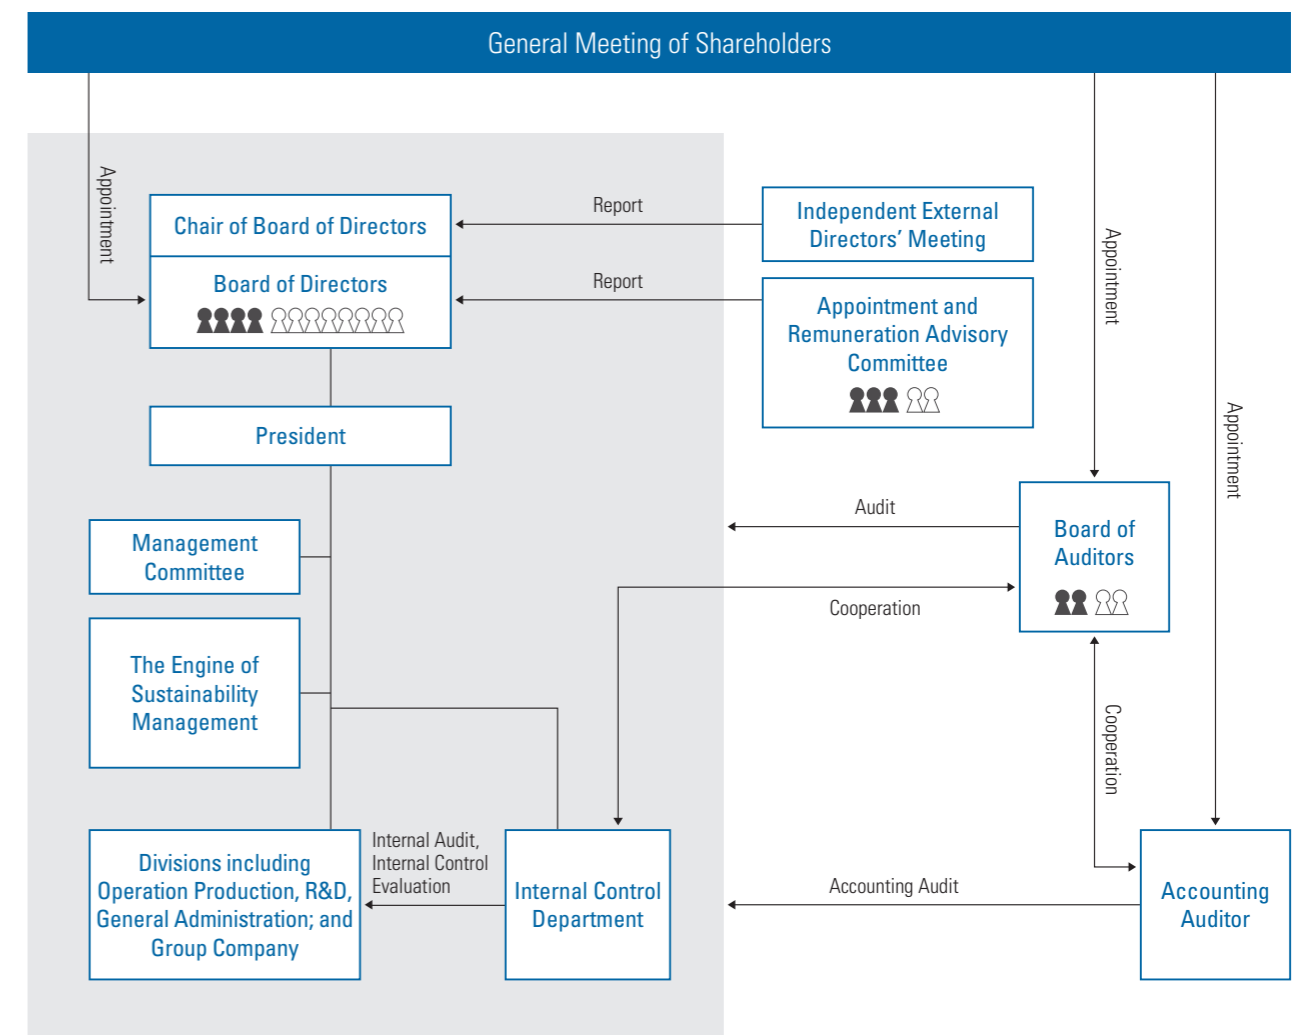 General Meeting of Shareholders
Appointment
Chair of Board of Directors
Report
Independent External
Directors’ Meeting
Board of Directors
Report
Appointment and
Remuneration Advisory
Committee
Appointment
Appointment
President
Management
Committee
Audit
Board of
Auditors
Cooperation
The Engine of
Sustainability
Management
Cooperation
Divisions including
Operation Production, R&D,
General Administration; and
Group Company
Internal Audit,
Internal Control
Evaluation
Internal Control
Department
Accounting Audit
Accounting
Auditor